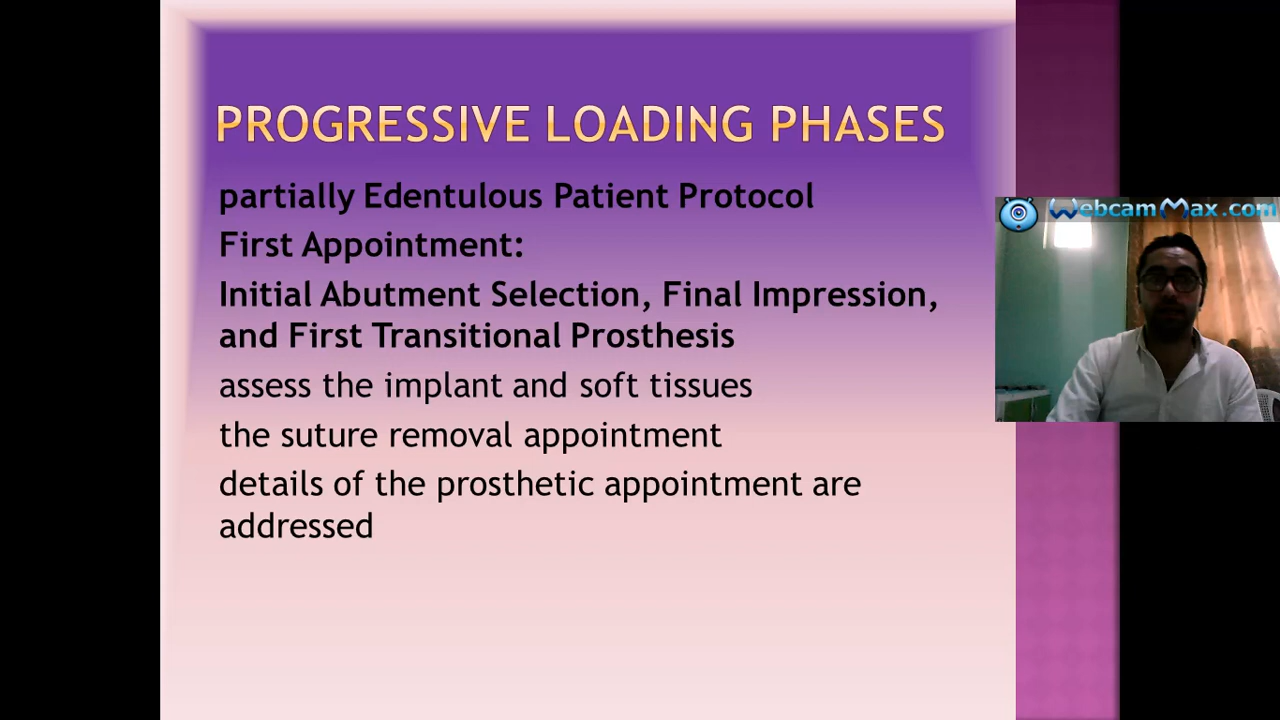 PROGRESSIVE LOADING PHASES
partially Edentulous Patient Protocol
First Appointment:
Initial Abutment Selection, Final Impression,
and First Transitional Prosthesis
assess the implant and soft tissues
the suture removal appointment
details of the prosthetic appointment are
addressed
WebcamMax.com